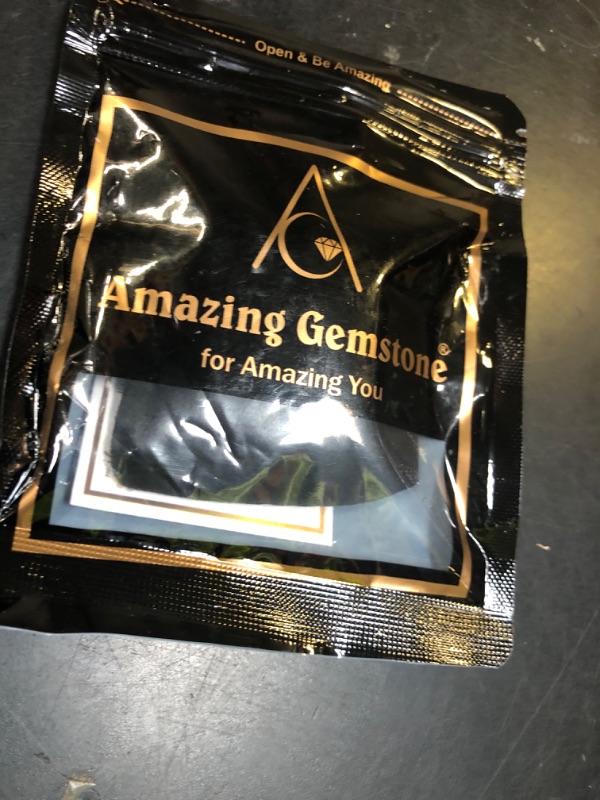 Open & Be Amazing
Amazing Gemstone®
for Amazing You